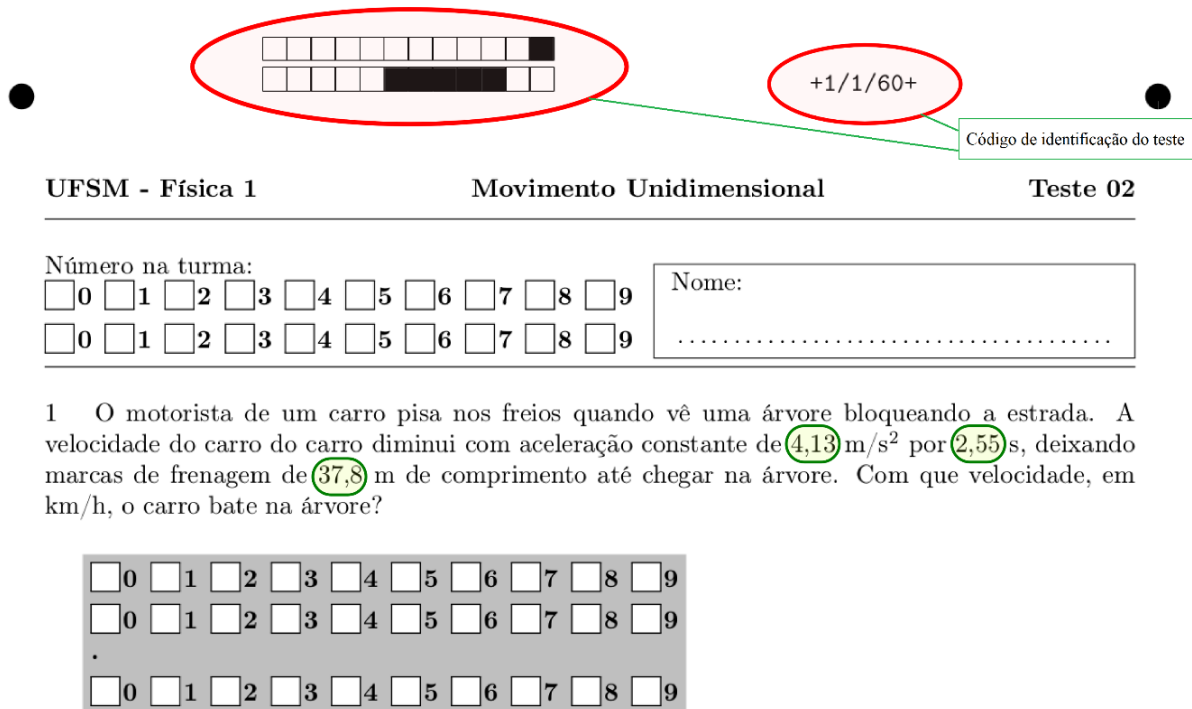 +1/1/60+
Código de identificação do teste
UFSM - Física 1 Movimento Unidimensional Teste 02
Número na turma:
0 1 2 3 4 5 6 7 8 9
0 1 2 3 4 5 6 7 8 9
Nome:
........................................
1 O motorista de um carro pisa nos freios quando vê uma árvore bloqueando a estrada. A
velocidade do carro do carro diminui com aceleração constante de 4,13 m/s² por 2,55 s, deixando
marcas de frenagem de 37,8 m de comprimento até chegar na árvore. Com que velocidade, em
km/h, o carro bate na árvore?
0 1 2 3 4 5 6 7 8 9
0 1 2 3 4 5 6 7 8 9
.
0 1 2 3 4 5 6 7 8 9